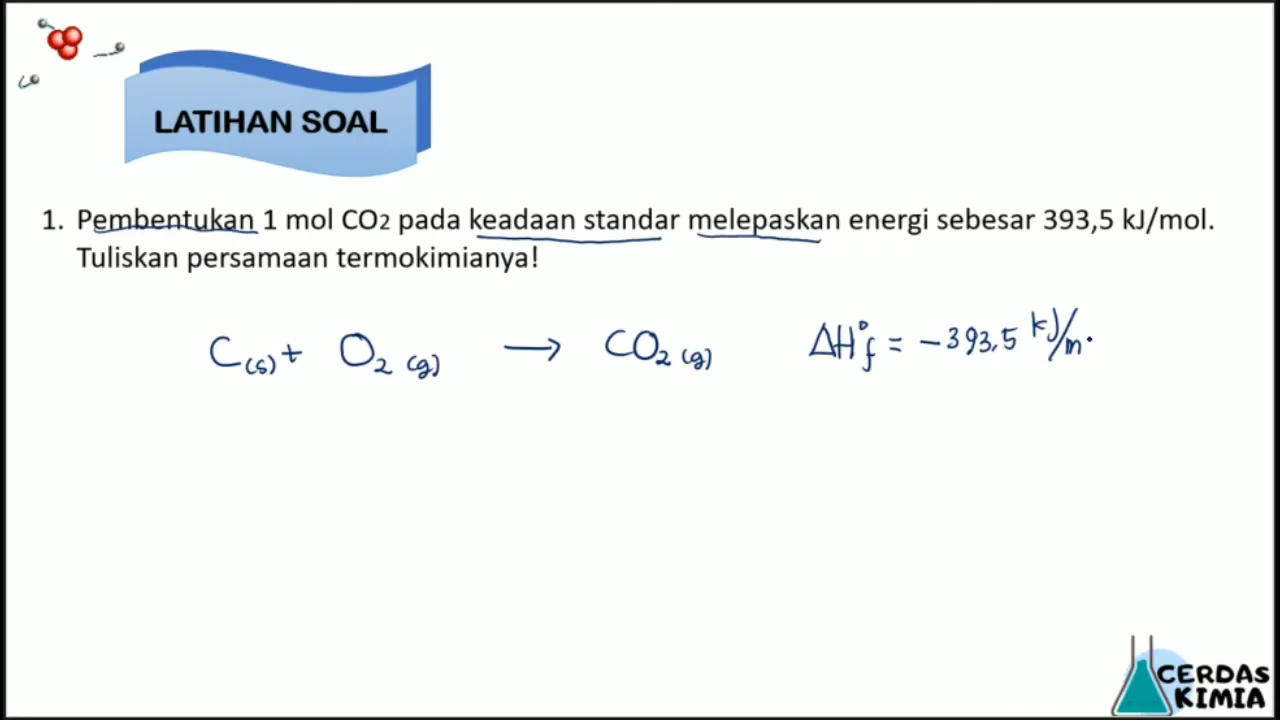 LATIHAN SOAL
1. Pembentukan 1 mol CO2 pada keadaan standar melepaskan energi sebesar 393,5 kJ/mol.
Tuliskan persamaan termokimianya!
C(s) + O₂ (g) → CO₂ (g) ΔH°f = -393,5 kJ/m.
CERDAS
KIMIA